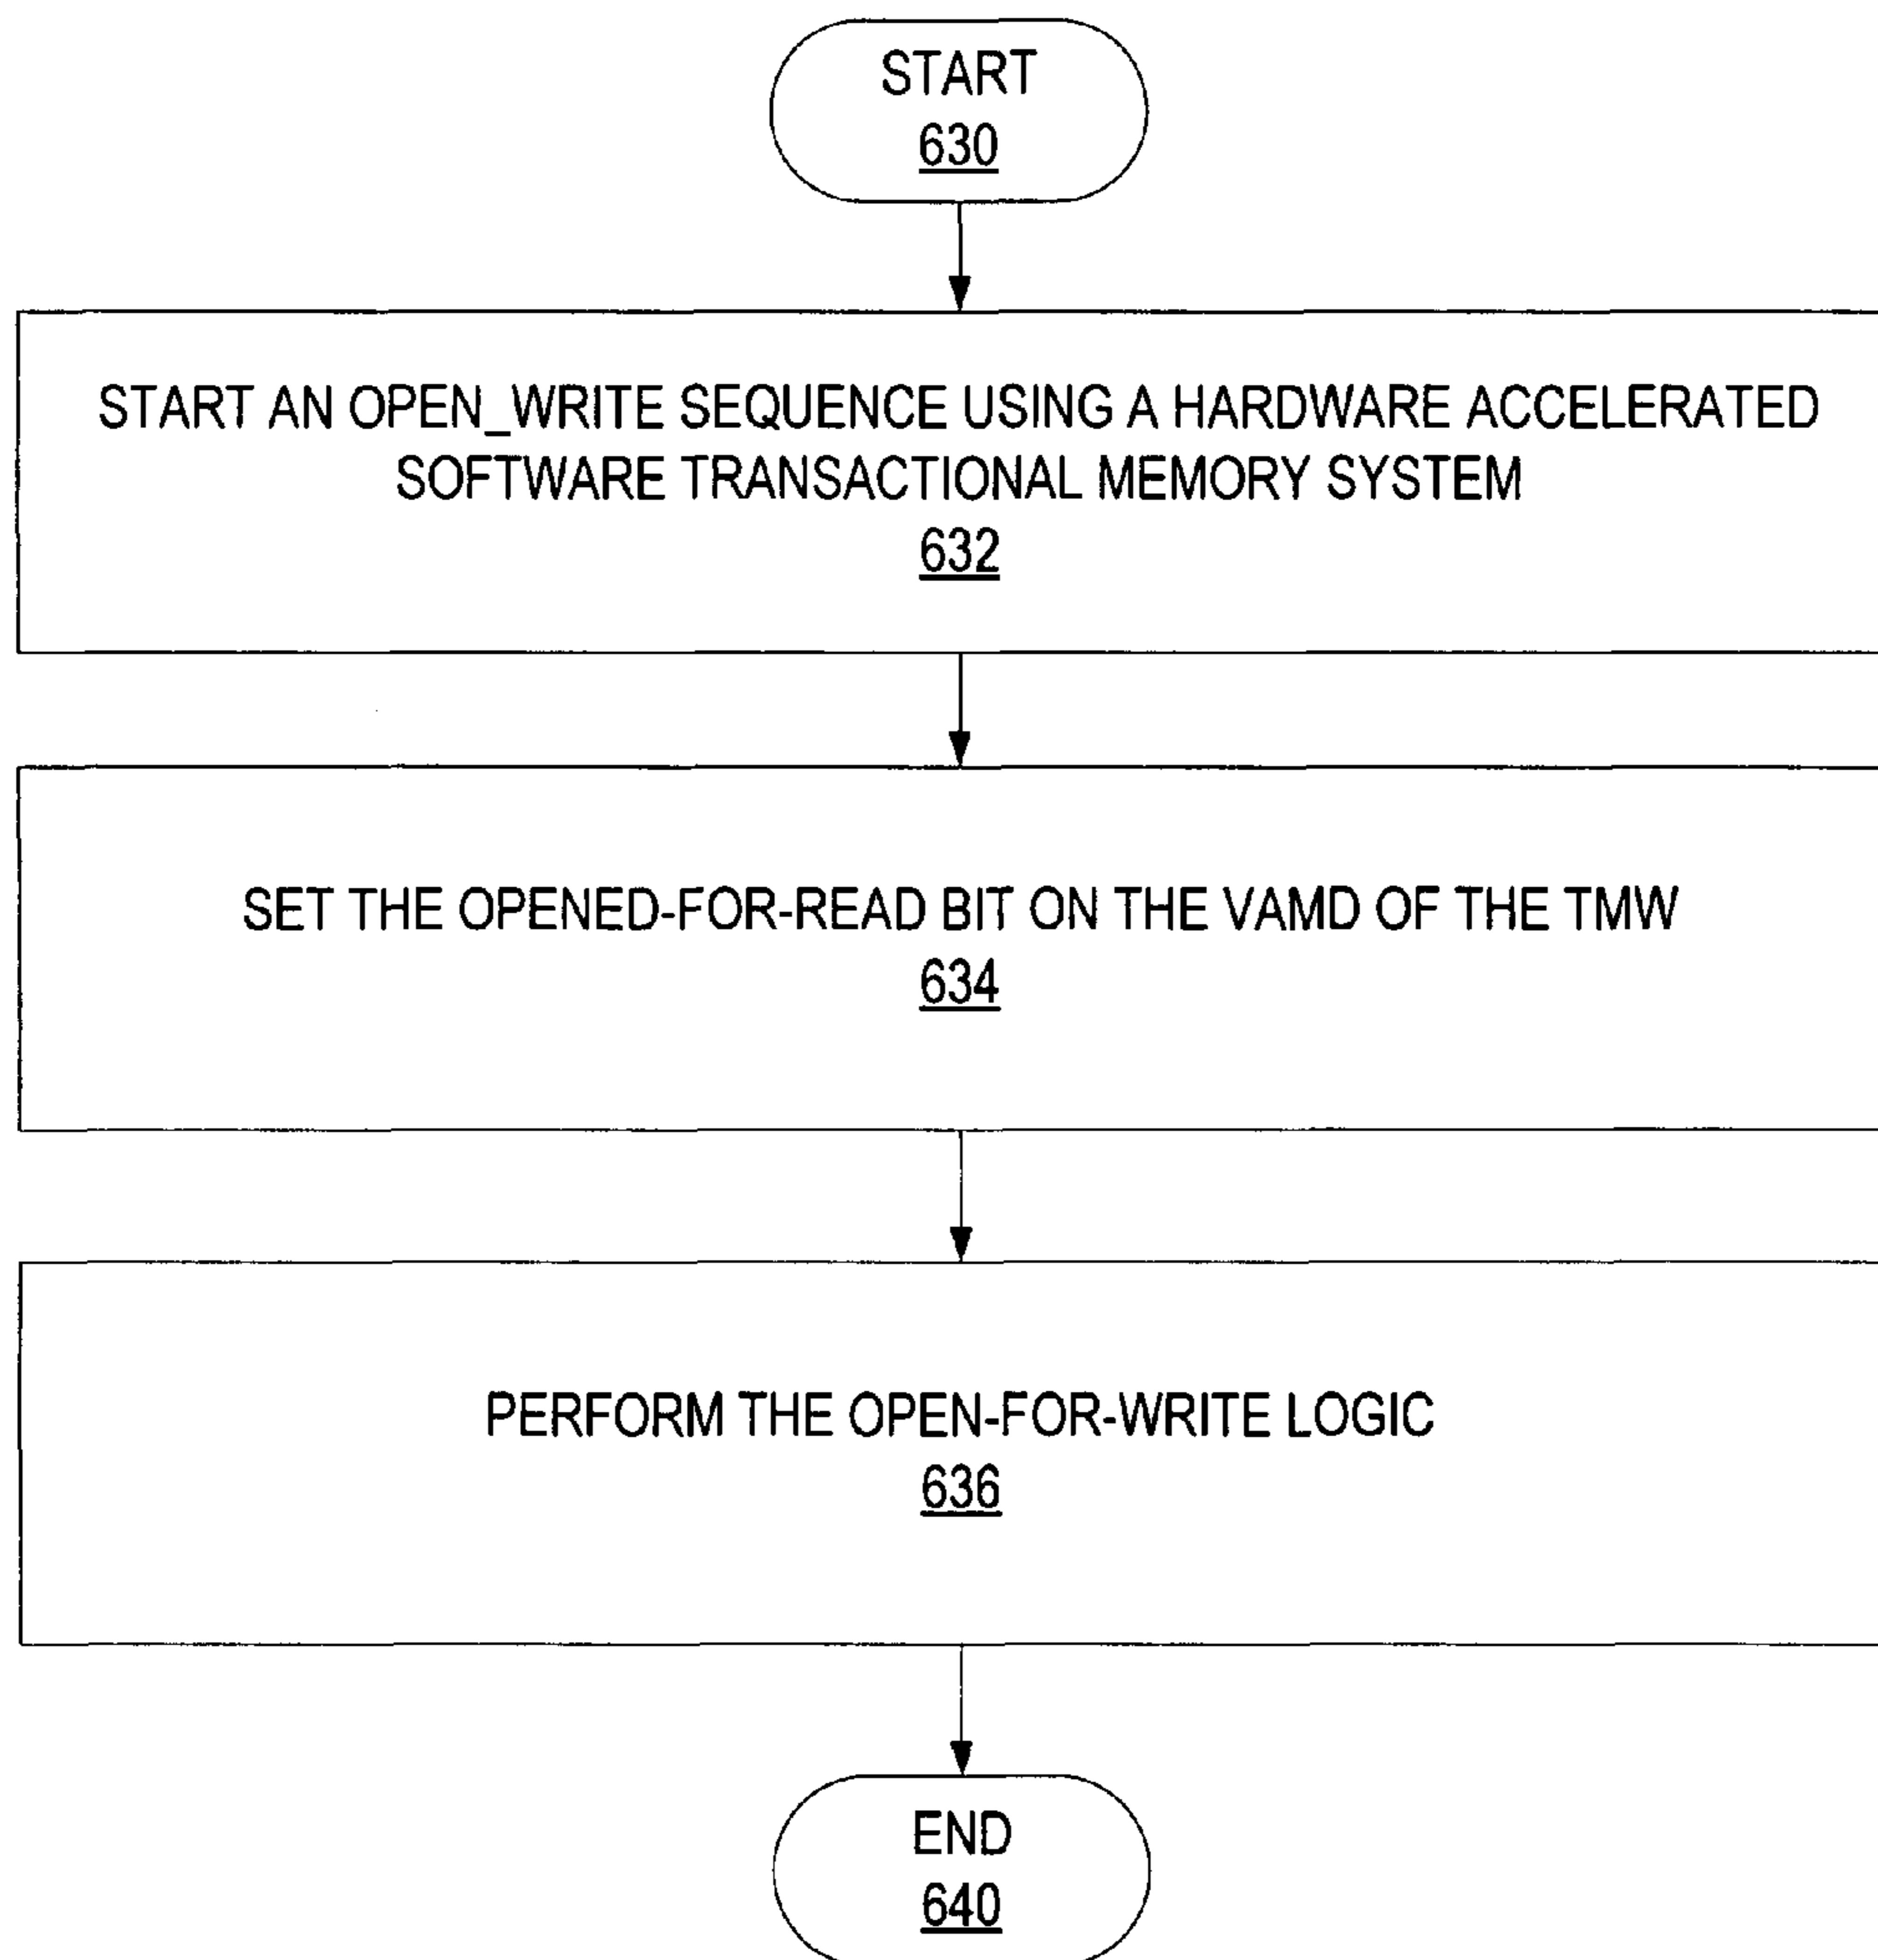 START
630
START AN OPEN_WRITE SEQUENCE USING A HARDWARE ACCELERATED
SOFTWARE TRANSACTIONAL MEMORY SYSTEM
632
SET THE OPENED-FOR-READ BIT ON THE VAMD OF THE TMW
634
PERFORM THE OPEN-FOR-WRITE LOGIC
636
END
640